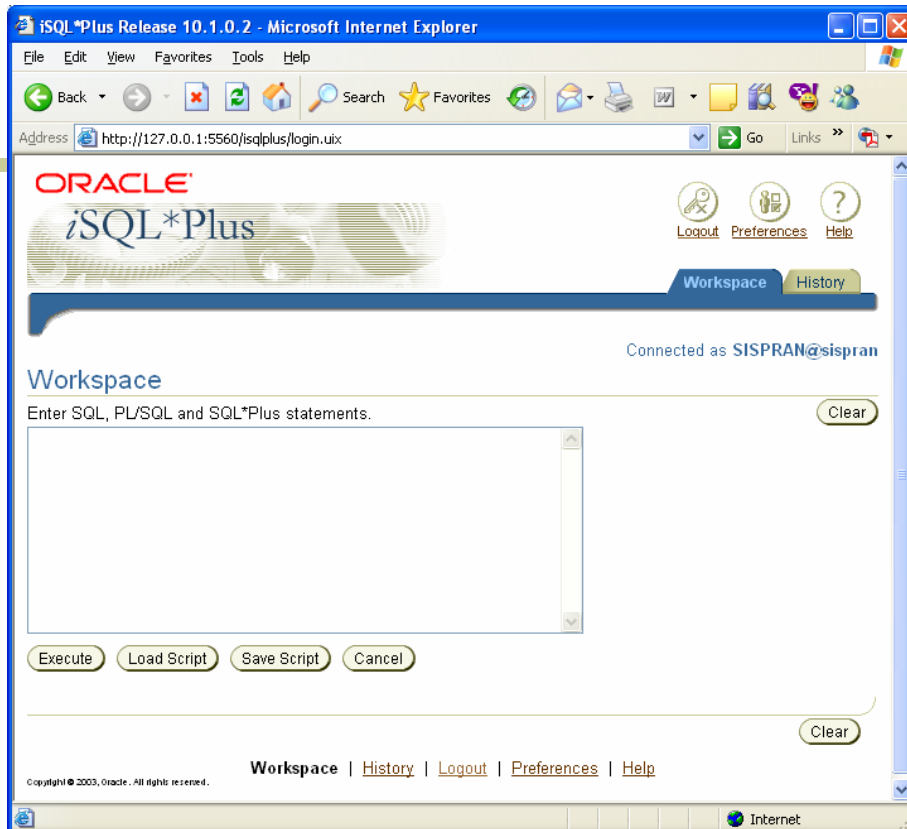 iSQL*Plus Release 10.1.0.2 - Microsoft Internet Explorer
File Edit View Favorites Tools Help
Back Search Favorites W
Address http://127.0.0.1:5560/isqlplus/login.uix Go Links »
ORACLE
iSQL*Plus
? 
Logout Preferences Help
Workspace History
Connected as SISPRAN@sispran
Workspace
Enter SQL, PL/SQL and SQL*Plus statements. Clear
Execute Load Script Save Script Cancel
Clear
Workspace | History | Logout | Preferences | Help
Copyright © 2003, Oracle. All rights reserved.
Internet